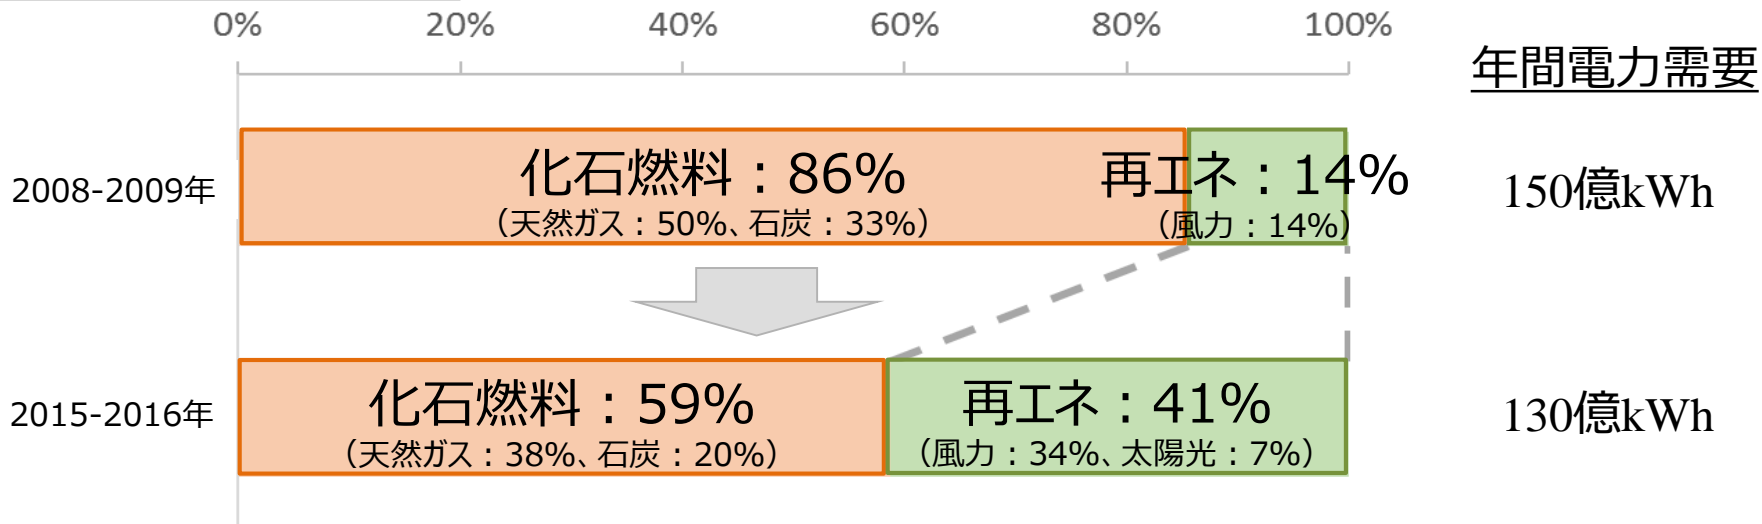 0% 20% 40% 60% 80% 100%
年間電力需要
2008-2009年
化石燃料：86%
（天然ガス：50%、石炭：33%）
再エネ：14%
（風力：14%）
150億kWh
2015-2016年
化石燃料：59%
（天然ガス：38%、石炭：20%）
再エネ：41%
（風力：34%、太陽光：7%）
130億kWh